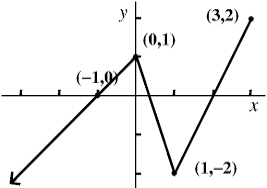 y
(3,2)
(0,1)
(−1,0)
x
(1,−2)